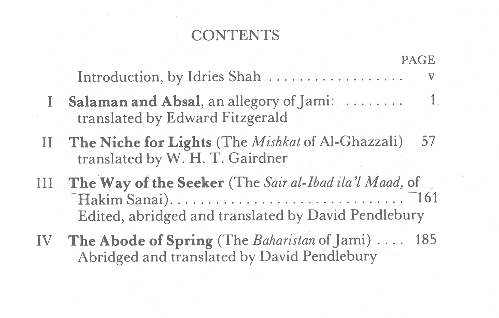 CONTENTS
PAGE
Introduction, by Idries Shah .................. v
I Salaman and Absal, an allegory of Jami: ........ 1
translated by Edward Fitzgerald
II The Niche for Lights (The Mishkat of Al-Ghazzali) 57
translated by W. H. T. Gairdner
III The Way of the Seeker (The Sair al-Ibad ila'l Maad, of
Hakim Sanai)............................... 161
Edited, abridged and translated by David Pendlebury
IV The Abode of Spring (The Baharistan of Jami) .... 185
Abridged and translated by David Pendlebury